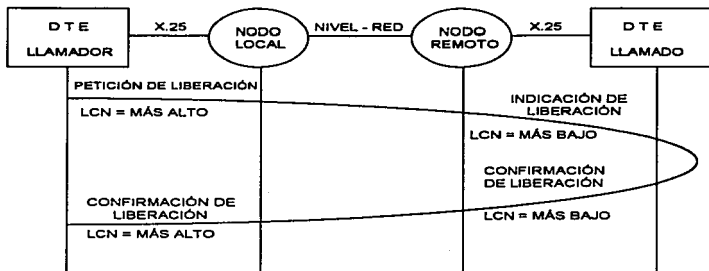 DTE
LLAMADOR
X.25
NODO
LOCAL
NIVEL - RED
NODO
REMOTO
X.25
DTE
LLAMADO
PETICIÓN DE LIBERACIÓN
LCN = MÁS ALTO
INDICACIÓN DE
LIBERACIÓN
LCN = MÁS BAJO
CONFIRMACIÓN
DE LIBERACIÓN
LCN = MÁS BAJO
CONFIRMACIÓN DE
LIBERACIÓN
LCN = MÁS ALTO